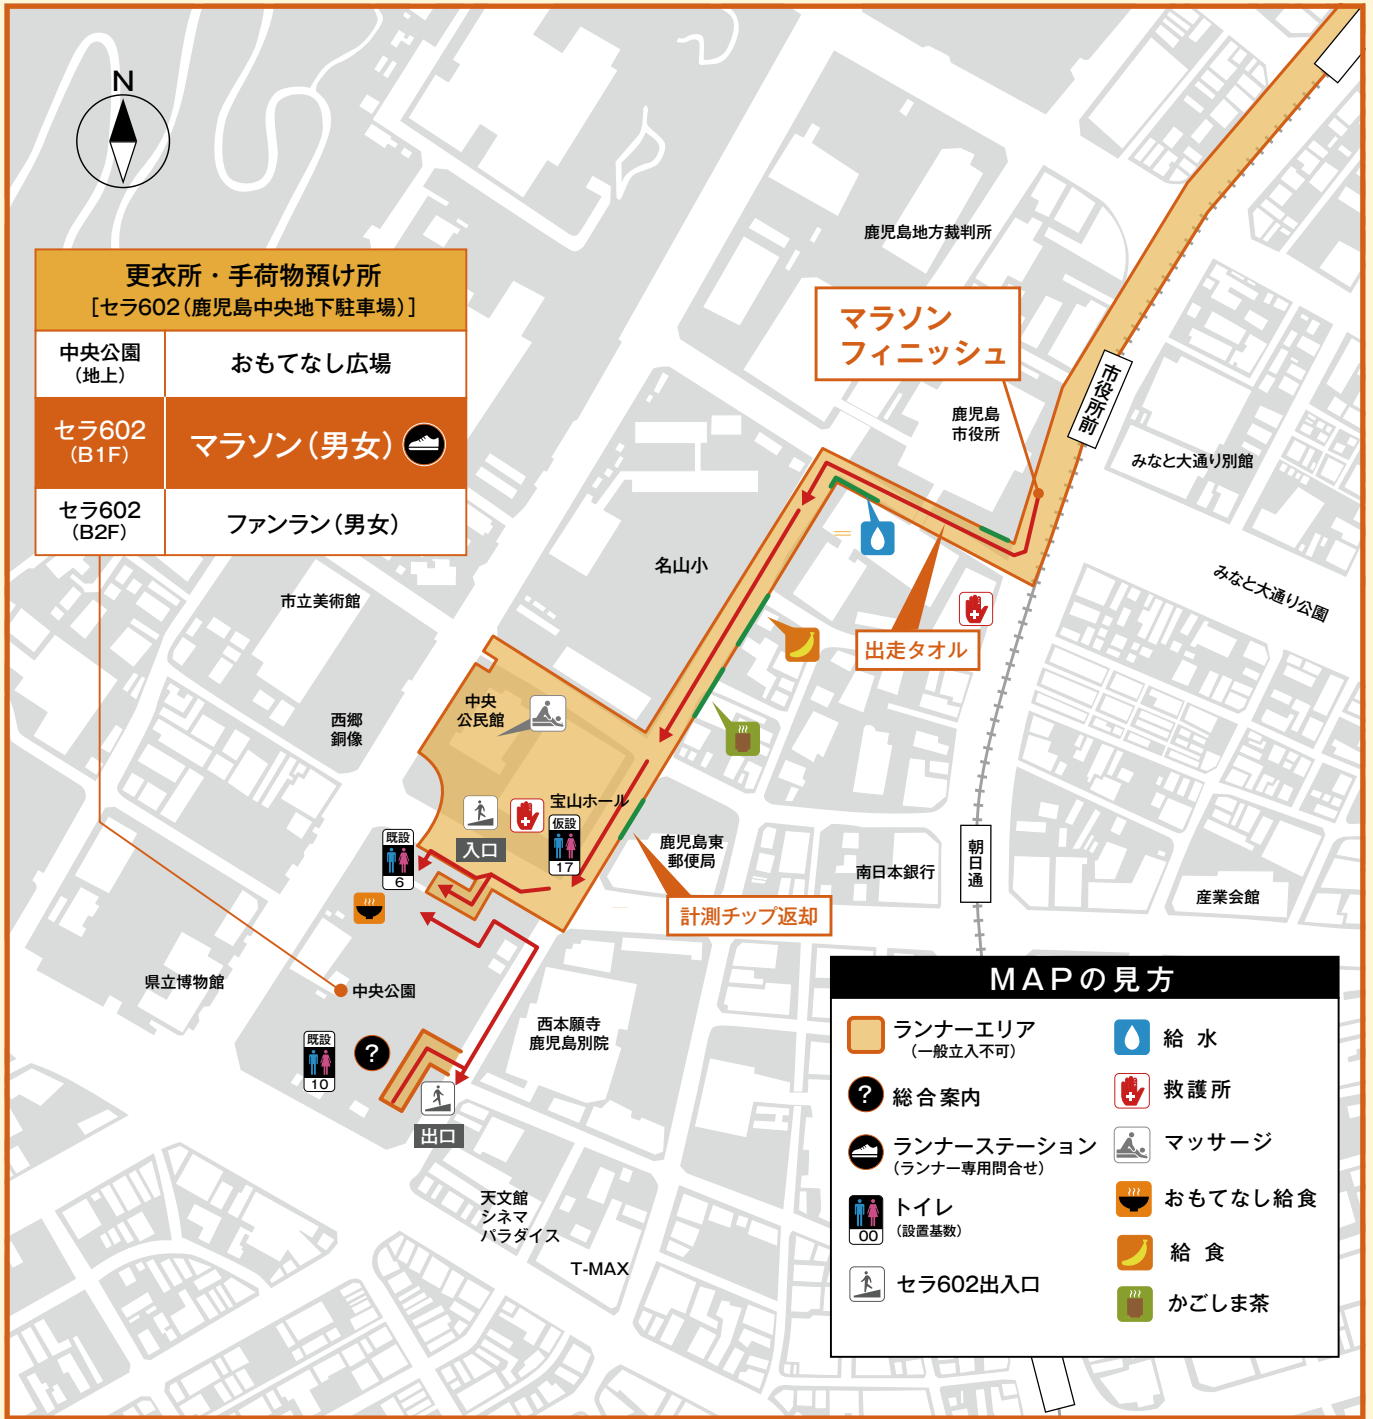 N
更衣所・手荷物預け所
[セラ602(鹿児島中央地下駐車場)]
中央公園
(地上)
おもてなし広場
セラ602
(B1F)
マラソン(男女)
セラ602
(B2F)
ファンラン(男女)
鹿児島地方裁判所
マラソン
フィニッシュ
鹿児島
市役所
市役所前
みなと大通り別館
みなと大通り公園
名山小
出走タオル
市立美術館
中央
公民館
西郷
銅像
宝山ホール
仮設
17
既設
6
入口
鹿児島東
郵便局
南日本銀行
朝日通
産業会館
計測チップ返却
県立博物館
中央公園
西本願寺
鹿児島別院
既設
10
?
出口
天文館
シネマ
パラダイス
T-MAX
MAPの見方
ランナーエリア
(一般立入不可)
?
総合案内
ランナーステーション
(ランナー専用問合せ)
トイレ
(設置基数)
00
セラ602出入口
給 水
救護所
マッサージ
おもてなし給食
給 食
かごしま茶